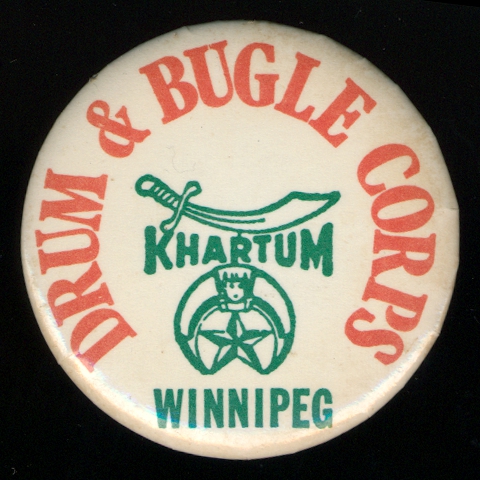 DRUM & BUGLE CORPS
KHARTUM
WINNIPEG